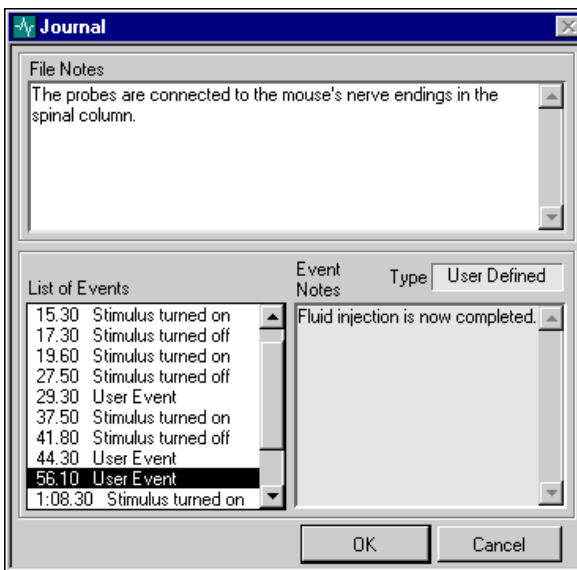 Journal
File Notes
The probes are connected to the mouse's nerve endings in the
spinal column.
List of Events
15.30 Stimulus turned on
17.30 Stimulus turned off
19.60 Stimulus turned on
27.50 Stimulus turned off
29.30 User Event
37.50 Stimulus turned on
41.80 Stimulus turned off
44.30 User Event
56.10 User Event
1:08.30 Stimulus turned on
Event
Notes
Type User Defined
Fluid injection is now completed.
OK Cancel